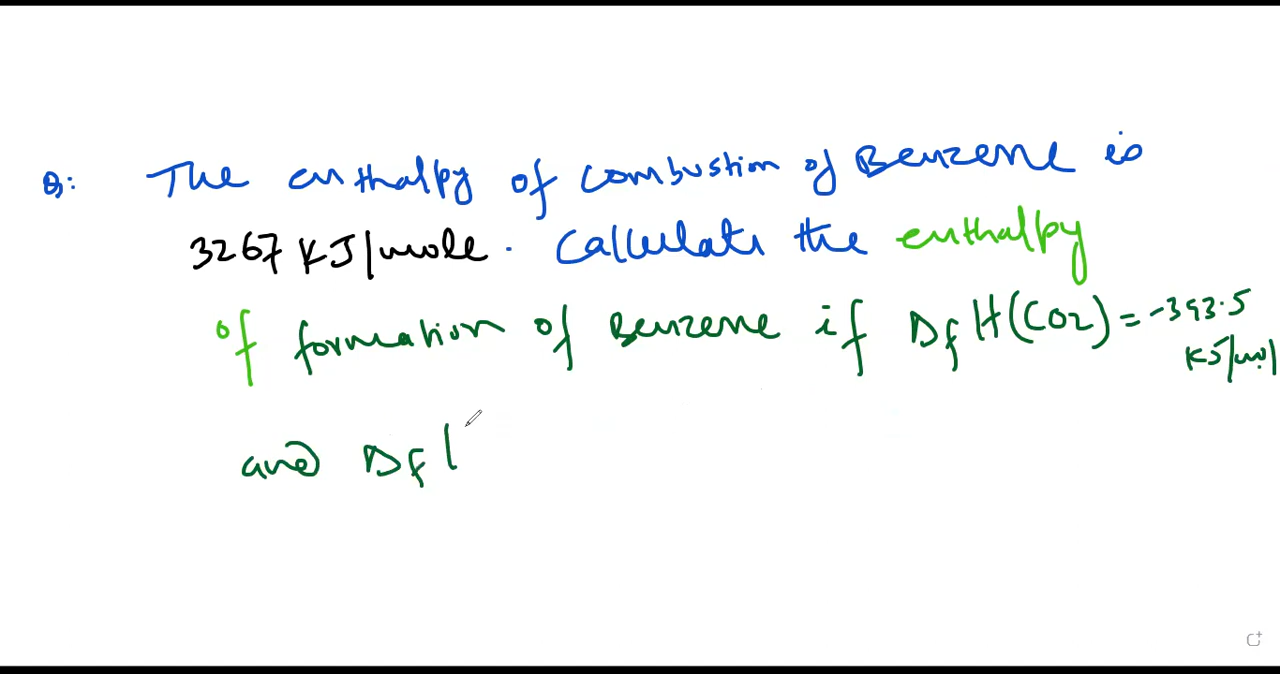 Q: The enthalpy of combustion of Benzene is
3267 KJ/mole. Calculate the enthalpy
of formation of Benzene if ΔfH(CO2) = -393.5
KJ/mol
and Δf